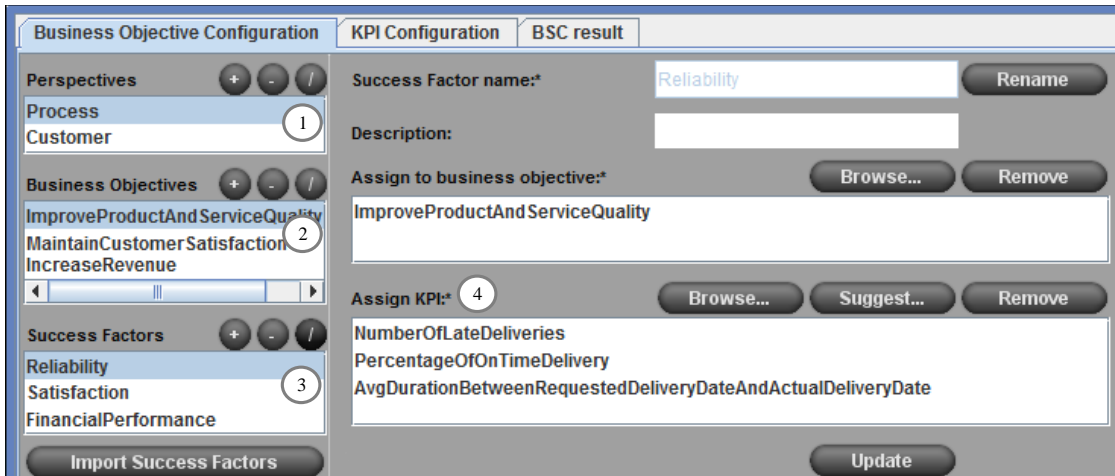 Business Objective Configuration
KPI Configuration
BSC result
Perspectives
+ - /
Process
Customer
1
Business Objectives
+ - /
ImproveProductAndServiceQuality
MaintainCustomerSatisfaction
IncreaseRevenue
2
Success Factors
+ - /
Reliability
Satisfaction
FinancialPerformance
3
Import Success Factors
Success Factor name:* Reliability Rename
Description:
Assign to business objective:* Browse... Remove
ImproveProductAndServiceQuality
Assign KPI:* 4 Browse... Suggest... Remove
NumberOfLateDeliveries
PercentageOfOnTimeDelivery
AvgDurationBetweenRequestedDeliveryDateAndActualDeliveryDate
Update